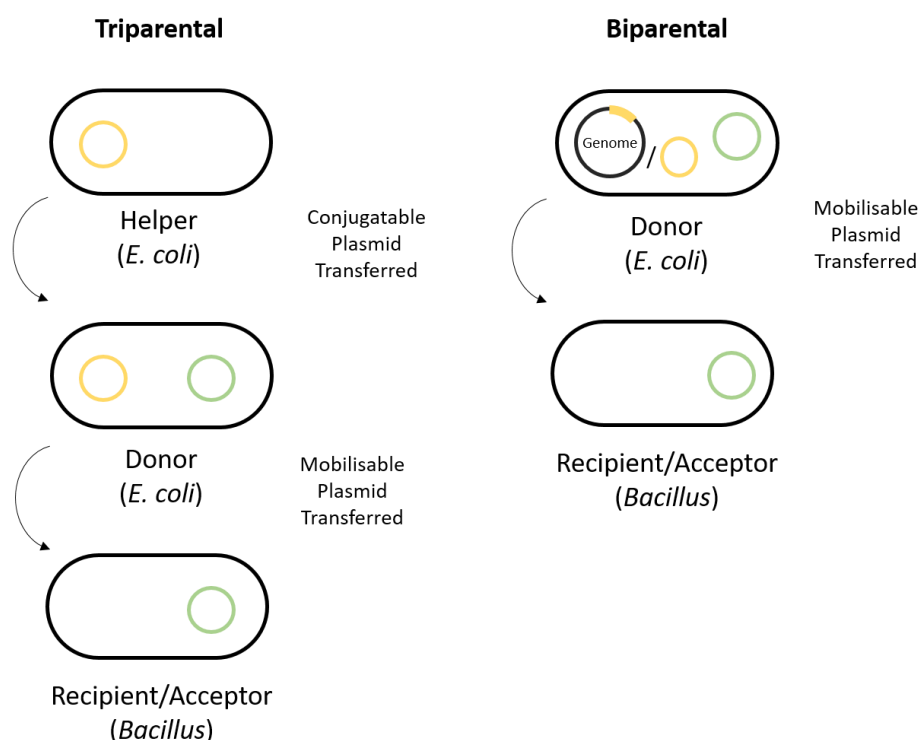 Triparental
Helper
(E. coli)
Conjugatable
Plasmid
Transferred
Donor
(E. coli)
Mobilisable
Plasmid
Transferred
Recipient/Acceptor
(Bacillus)
Biparental
Genome
/
Donor
(E. coli)
Mobilisable
Plasmid
Transferred
Recipient/Acceptor
(Bacillus)